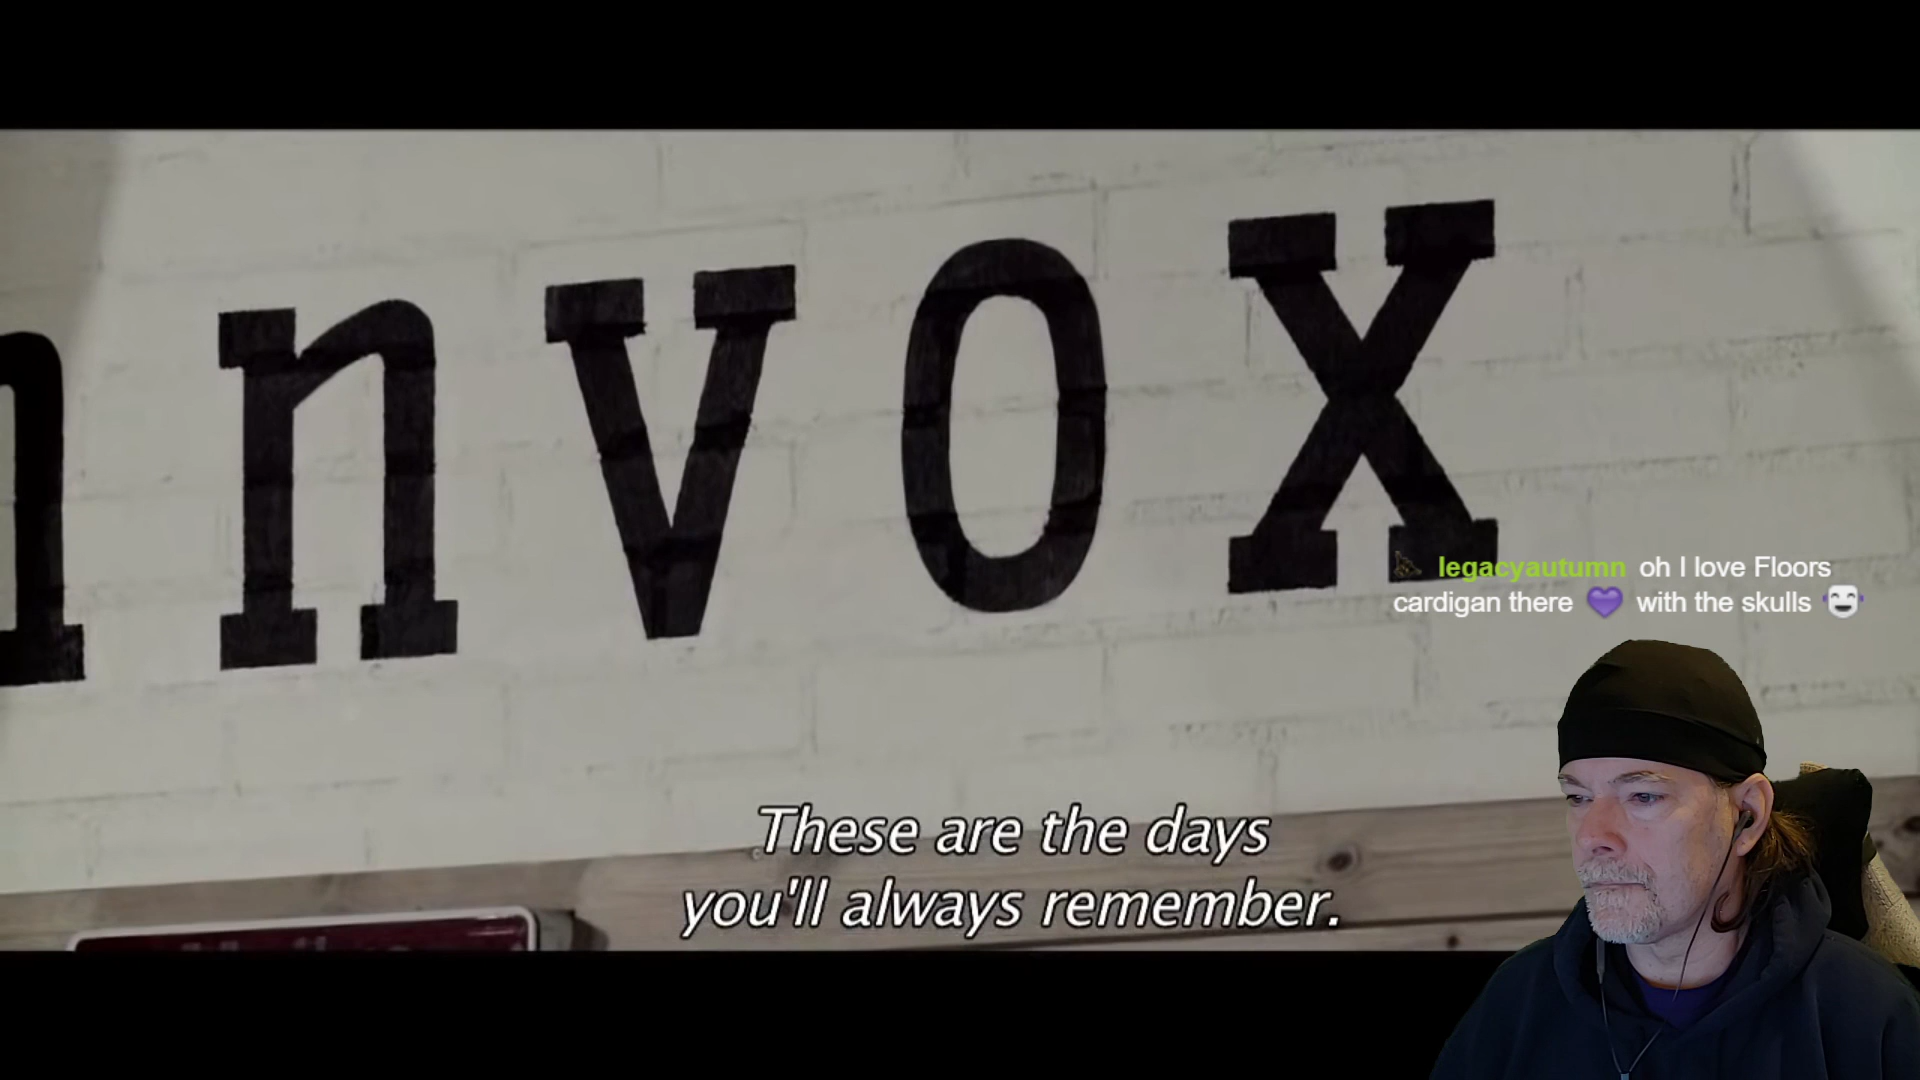 nvox
legacyautumn oh I love Floors
cardigan there 💜 with the skulls
These are the days
you'll always remember.